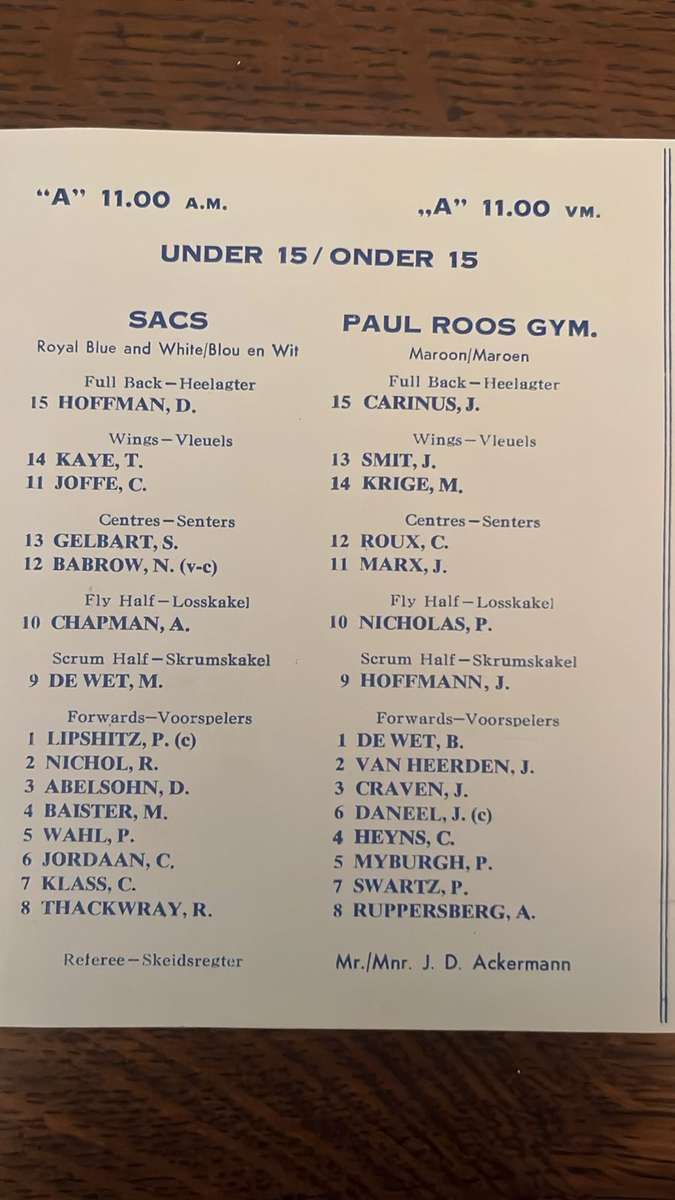 “A” 11.00 A.M.
„A” 11.00 VM.
UNDER 15 / ONDER 15
SACS
Royal Blue and White/Blou en Wit
Full Back—Heelagter
15 HOFFMAN, D.
Wings—Vleuels
14 KAYE, T.
11 JOFFE, C.
Centres—Senters
13 GELBART, S.
12 BABROW, N. (v-c)
Fly Half—Losskakel
10 CHAPMAN, A.
Scrum Half—Skrumskakel
9 DE WET, M.
Forwards—Voorspelers
1 LIPSHITZ, P. (c)
2 NICHOL, R.
3 ABELSOHN, D.
4 BAISTER, M.
5 WAHL, P.
6 JORDAAN, C.
7 KLASS, C.
8 THACKWRAY, R.
PAUL ROOS GYM.
Maroon/Maroen
Full Back—Heelagter
15 CARINUS, J.
Wings—Vleuels
13 SMIT, J.
14 KRIGE, M.
Centres—Senters
12 ROUX, C.
11 MARX, J.
Fly Half—Losskakel
10 NICHOLAS, P.
Scrum Half—Skrumskakel
9 HOFFMANN, J.
Forwards—Voorspelers
1 DE WET, B.
2 VAN HEERDEN, J.
3 CRAVEN, J.
6 DANEEL, J. (c)
4 HEYNS, C.
5 MYBURGH, P.
7 SWARTZ, P.
8 RUPPERSBERG, A.
Referee—Skeidsregter
Mr./Mnr. J. D. Ackermann